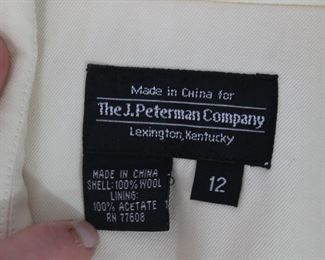 Made in China for
The J. Peterman Company
Lexington, Kentucky
MADE IN CHINA
SHELL: 100% WOOL
LINING:
100% ACETATE
RN 77608
12